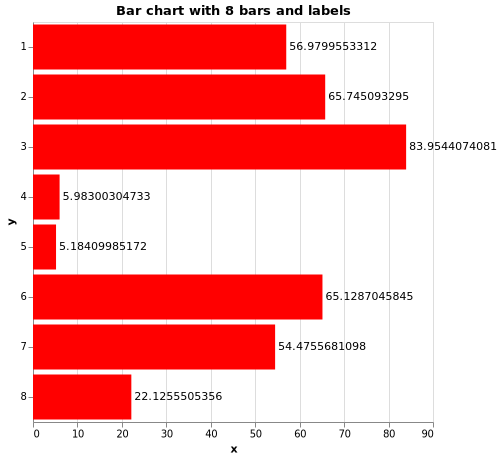 Bar chart with 8 bars and labels
1 56.9799553312
2 65.745093295
3 83.9544074081
4 5.98300304733
y
5 5.18409985172
6 65.1287045845
7 54.4755681098
8 22.1255505356
0 10 20 30 40 50 60 70 80 90
x